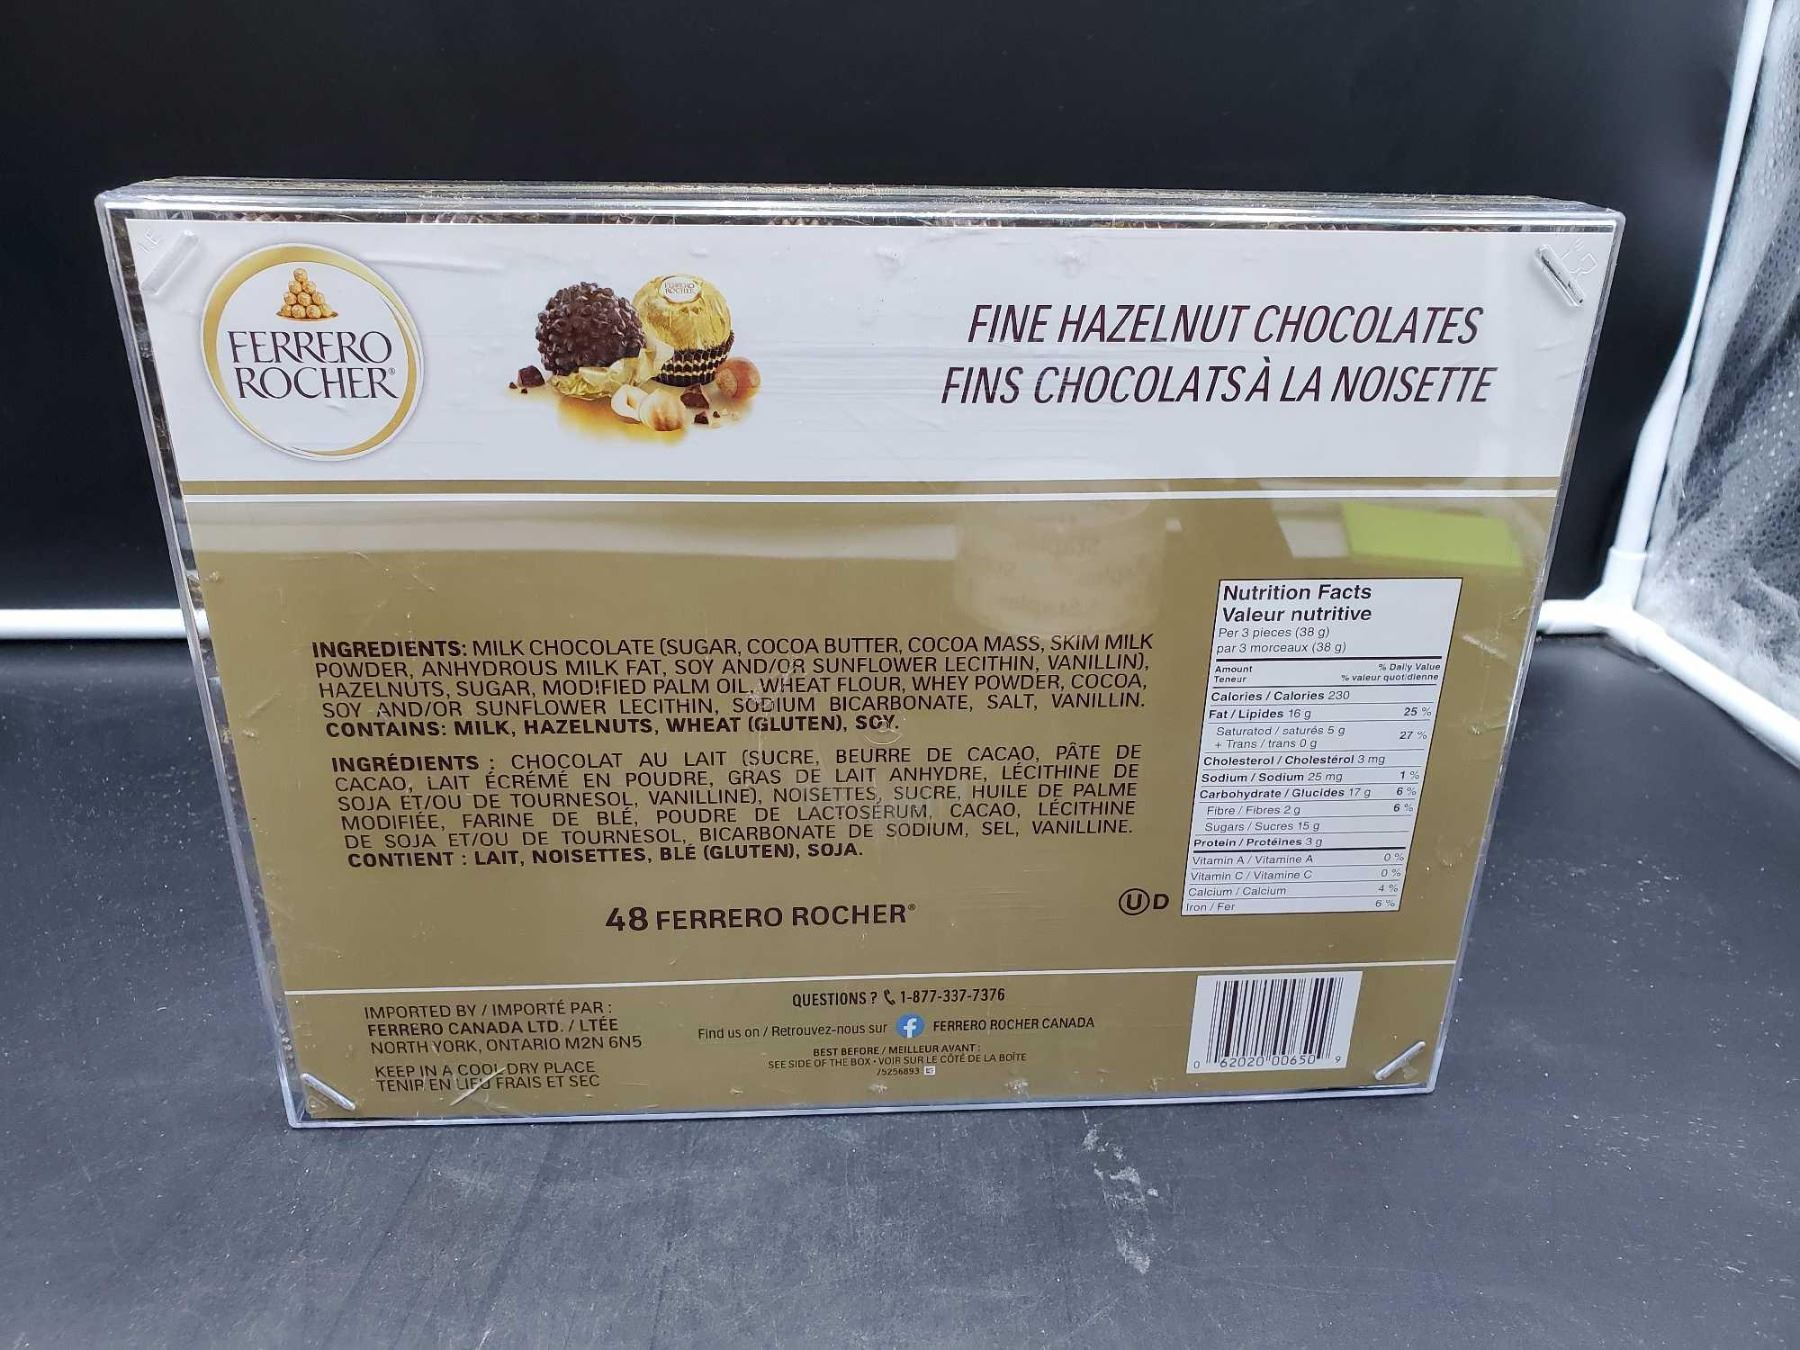 FERRERO
ROCHER®
FERRERO
ROCHER
FINE HAZELNUT CHOCOLATES
FINS CHOCOLATS À LA NOISETTE
INGREDIENTS: MILK CHOCOLATE (SUGAR, COCOA BUTTER, COCOA MASS, SKIM MILK
POWDER, ANHYDROUS MILK FAT, SOY AND/OR SUNFLOWER LECITHIN, VANILLIN),
HAZELNUTS, SUGAR, MODIFIED PALM OIL, WHEAT FLOUR, WHEY POWDER, COCOA,
SOY AND/OR SUNFLOWER LECITHIN, SODIUM BICARBONATE, SALT, VANILLIN.
CONTAINS: MILK, HAZELNUTS, WHEAT (GLUTEN), SOY.
INGRÉDIENTS : CHOCOLAT AU LAIT (SUCRE, BEURRE DE CACAO, PÂTE DE
CACAO, LAIT ÉCRÉMÉ EN POUDRE, GRAS DE LAIT ANHYDRE, LÉCITHINE DE
SOJA ET/OU DE TOURNESOL, VANILLINE), NOISETTES, SUCRE, HUILE DE PALME
MODIFIÉE, FARINE DE BLÉ, POUDRE DE LACTOSÉRUM, CACAO, LÉCITHINE
DE SOJA ET/OU DE TOURNESOL, BICARBONATE DE SODIUM, SEL, VANILLINE.
CONTIENT : LAIT, NOISETTES, BLÉ (GLUTEN), SOJA.
48 FERRERO ROCHER®
U D
Nutrition Facts
Valeur nutritive
Per 3 pieces (38 g)
par 3 morceaux (38 g)
Amount % Daily Value
Teneur % valeur quotidienne
Calories / Calories 230
Fat / Lipides 16 g 25 %
Saturated / saturés 5 g
+ Trans / trans 0 g 27 %
Cholesterol / Cholestérol 3 mg
Sodium / Sodium 25 mg 1 %
Carbohydrate / Glucides 17 g 6 %
Fibre / Fibres 2 g 6 %
Sugars / Sucres 15 g
Protein / Protéines 3 g
Vitamin A / Vitamine A 0 %
Vitamin C / Vitamine C 0 %
Calcium / Calcium 4 %
Iron / Fer 6 %
IMPORTED BY / IMPORTÉ PAR :
FERRERO CANADA LTD. / LTÉE
NORTH YORK, ONTARIO M2N 6N5
KEEP IN A COOL DRY PLACE
TENIR EN LIEU FRAIS ET SEC
QUESTIONS ? 1-877-337-7376
Find us on / Retrouvez-nous sur f FERRERO ROCHER CANADA
BEST BEFORE / MEILLEUR AVANT :
SEE SIDE OF THE BOX • VOIR SUR LE CÔTÉ DE LA BOÎTE
75256893
0 62020 00650 9